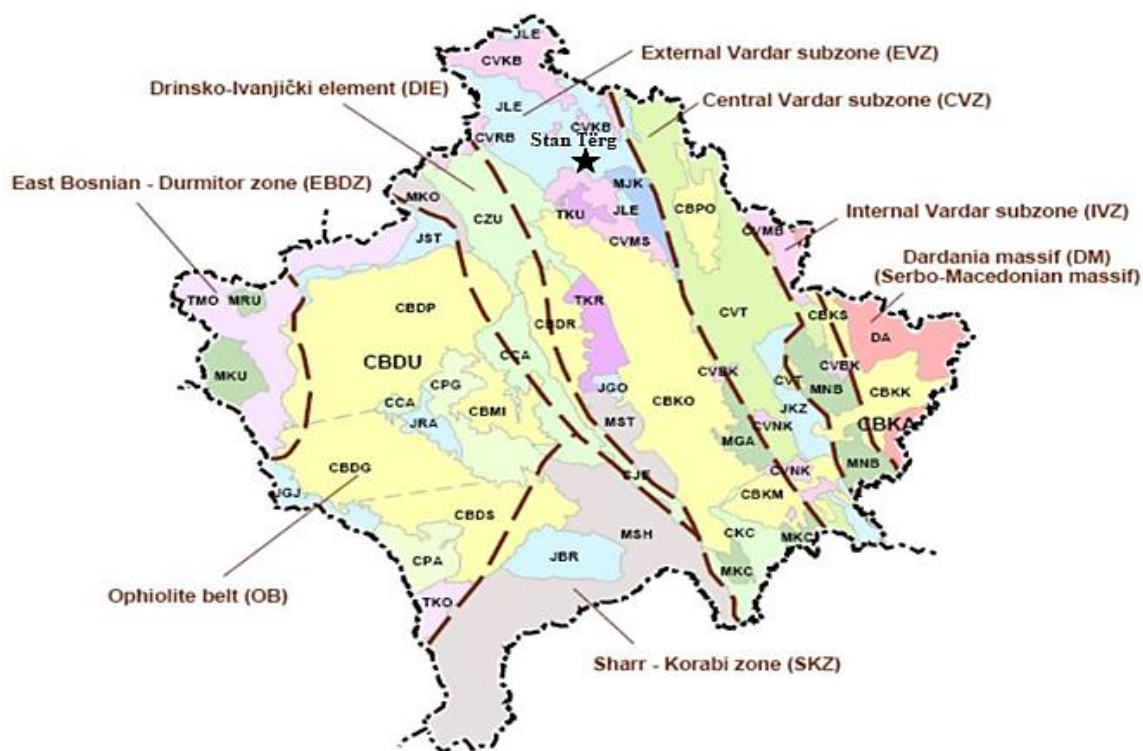 JLE
CVKB
External Vardar subzone (EVZ)
Drinsko-Ivanjički element (DIE)
JLE
Central Vardar subzone (CVZ)
CVKB
CVRB
Stan Tërg
East Bosnian - Durmitor zone (EBDZ)
MKO
MJK
CZU
TKU
JLE
CBPO
Internal Vardar subzone (IVZ)
JST
CVMS
CVMB
Dardania massif (DM)
(Serbo-Macedonian massif)
TMO
MRU
CBDP
TKR
CBDR
CVT
CBKS
DA
CBDU
CCA
MKU
CPG
CVBK
CVT
CVBK
MNB
CBKK
CCA
CBMI
JGO
CBKO
JKZ
JRA
MST
CVNK
CBKA
MGA
CBDG
CJE
CVNK
MNB
JGJ
CBKM
CBDS
MSH
CKC
MKC
CPA
JBR
MKC
Ophiolite belt (OB)
TKO
Sharr - Korabi zone (SKZ)